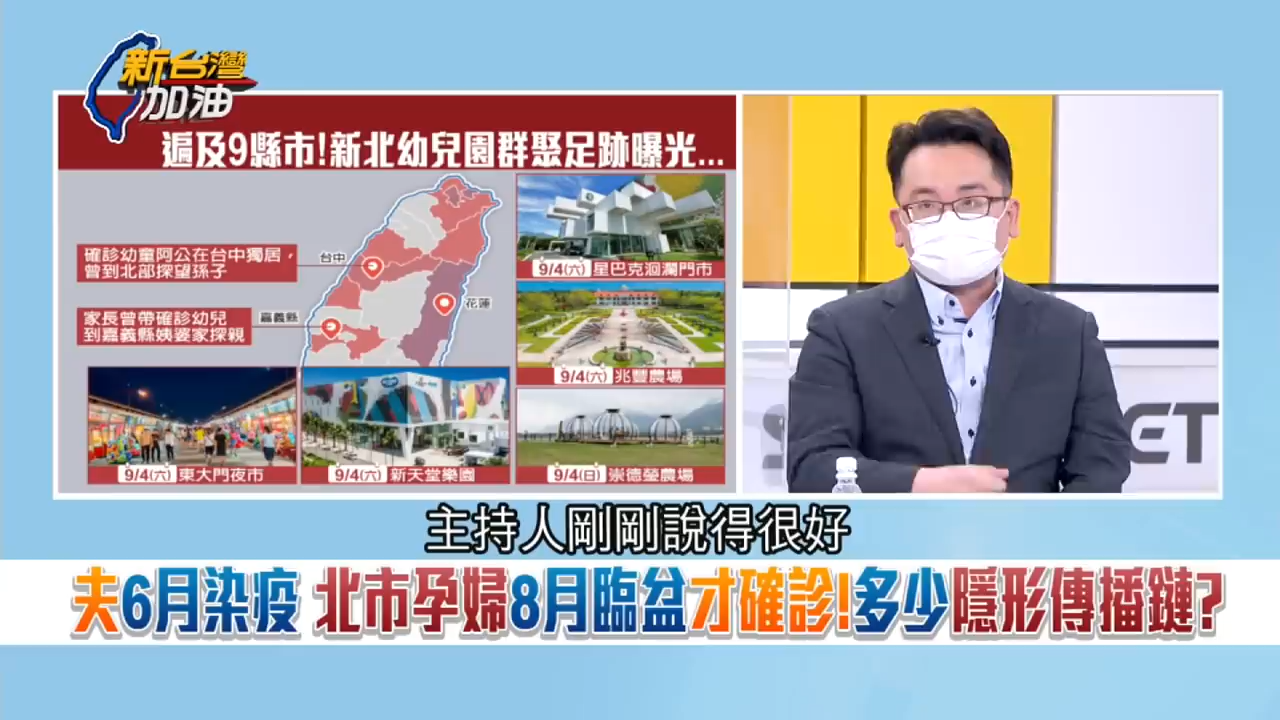 新台灣
加油
遍及9縣市!新北幼兒園群聚足跡曝光...
確診幼童阿公在台中獨居，
曾到北部探望孫子
台中
家長曾帶確診幼兒
到嘉義縣姨婆家探親
嘉義縣
花蓮
9/4(六) 星巴克洄瀾門市
9/4(六) 兆豐農場
9/4(六) 東大門夜市
9/4(六) 新天堂樂園
9/4(日) 崇德瑩農場
ET
主持人剛剛說得很好
夫6月染疫 北市孕婦8月臨盆才確診!多少隱形傳播鏈?